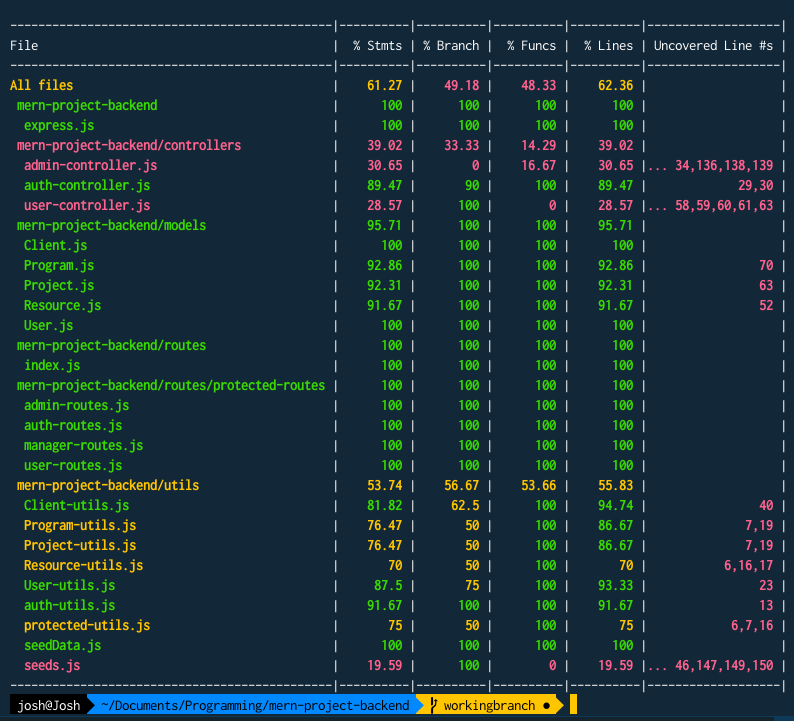 ----------------------------------------------|----------|----------|----------|----------|-------------------|
File | % Stmts | % Branch | % Funcs | % Lines | Uncovered Line #s |
----------------------------------------------|----------|----------|----------|----------|-------------------|
All files | 61.27 | 49.18 | 48.33 | 62.36 | |
mern-project-backend | 100 | 100 | 100 | 100 | |
express.js | 100 | 100 | 100 | 100 | |
mern-project-backend/controllers | 39.02 | 33.33 | 14.29 | 39.02 | |
admin-controller.js | 30.65 | 0 | 16.67 | 30.65 |... 34,136,138,139 |
auth-controller.js | 89.47 | 90 | 100 | 89.47 | 29,30 |
user-controller.js | 28.57 | 100 | 0 | 28.57 |... 58,59,60,61,63 |
mern-project-backend/models | 95.71 | 100 | 100 | 95.71 | |
Client.js | 100 | 100 | 100 | 100 | |
Program.js | 92.86 | 100 | 100 | 92.86 | 70 |
Project.js | 92.31 | 100 | 100 | 92.31 | 63 |
Resource.js | 91.67 | 100 | 100 | 91.67 | 52 |
User.js | 100 | 100 | 100 | 100 | |
mern-project-backend/routes | 100 | 100 | 100 | 100 | |
index.js | 100 | 100 | 100 | 100 | |
mern-project-backend/routes/protected-routes | 100 | 100 | 100 | 100 | |
admin-routes.js | 100 | 100 | 100 | 100 | |
auth-routes.js | 100 | 100 | 100 | 100 | |
manager-routes.js | 100 | 100 | 100 | 100 | |
user-routes.js | 100 | 100 | 100 | 100 | |
mern-project-backend/utils | 53.74 | 56.67 | 53.66 | 55.83 | |
Client-utils.js | 81.82 | 62.5 | 100 | 94.74 | 40 |
Program-utils.js | 76.47 | 50 | 100 | 86.67 | 7,19 |
Project-utils.js | 76.47 | 50 | 100 | 86.67 | 7,19 |
Resource-utils.js | 70 | 50 | 100 | 70 | 6,16,17 |
User-utils.js | 87.5 | 75 | 100 | 93.33 | 23 |
auth-utils.js | 91.67 | 100 | 100 | 91.67 | 13 |
protected-utils.js | 75 | 50 | 100 | 75 | 6,7,16 |
seedData.js | 100 | 100 | 100 | 100 | |
seeds.js | 19.59 | 100 | 0 | 19.59 |... 46,147,149,150 |
----------------------------------------------|----------|----------|----------|----------|-------------------|
josh@Josh ~/Documents/Programming/mern-project-backend workingbranch ●